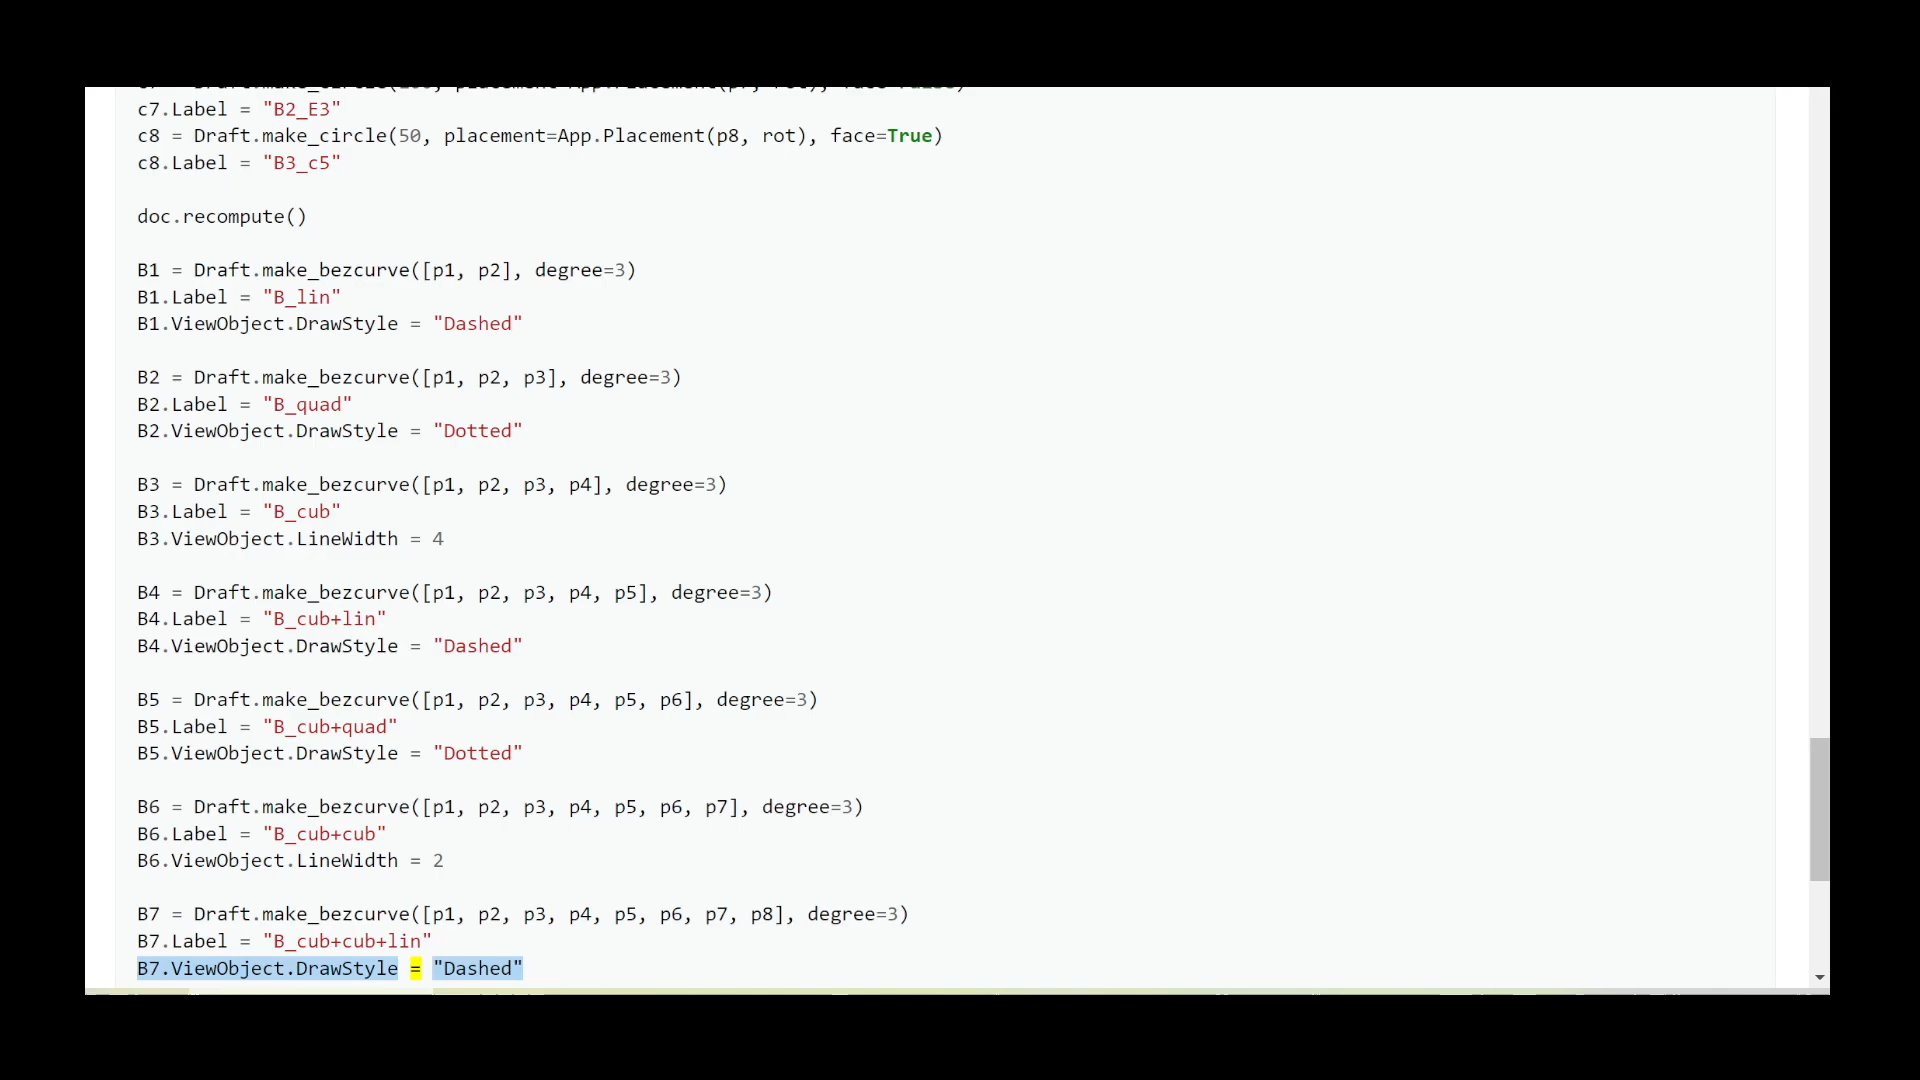 c7.Label = "B2_E3"
c8 = Draft.make_circle(50, placement=App.Placement(p8, rot), face=True)
c8.Label = "B3_c5"
doc.recompute()
B1 = Draft.make_bezcurve([p1, p2], degree=3)
B1.Label = "B_lin"
B1.ViewObject.DrawStyle = "Dashed"
B2 = Draft.make_bezcurve([p1, p2, p3], degree=3)
B2.Label = "B_quad"
B2.ViewObject.DrawStyle = "Dotted"
B3 = Draft.make_bezcurve([p1, p2, p3, p4], degree=3)
B3.Label = "B_cub"
B3.ViewObject.LineWidth = 4
B4 = Draft.make_bezcurve([p1, p2, p3, p4, p5], degree=3)
B4.Label = "B_cub+lin"
B4.ViewObject.DrawStyle = "Dashed"
B5 = Draft.make_bezcurve([p1, p2, p3, p4, p5, p6], degree=3)
B5.Label = "B_cub+quad"
B5.ViewObject.DrawStyle = "Dotted"
B6 = Draft.make_bezcurve([p1, p2, p3, p4, p5, p6, p7], degree=3)
B6.Label = "B_cub+cub"
B6.ViewObject.LineWidth = 2
B7 = Draft.make_bezcurve([p1, p2, p3, p4, p5, p6, p7, p8], degree=3)
B7.Label = "B_cub+cub+lin"
B7.ViewObject.DrawStyle = "Dashed"